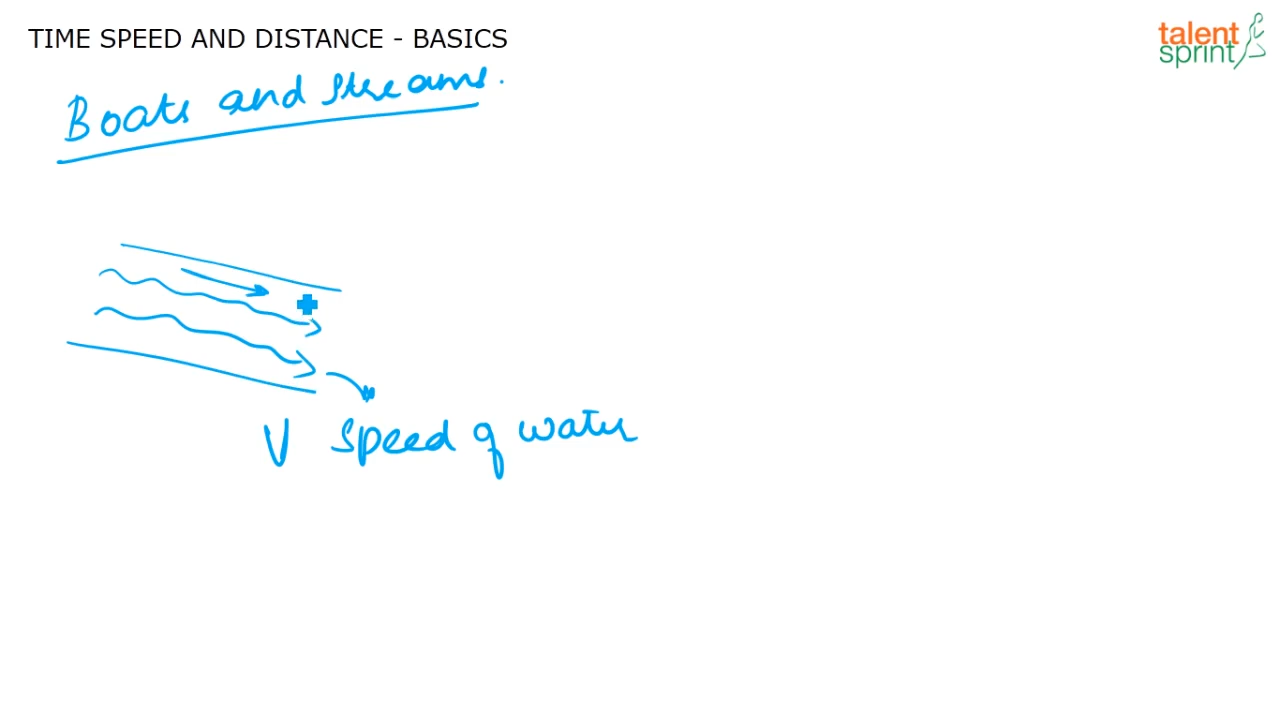 TIME SPEED AND DISTANCE - BASICS
talent
sprint
Boats and streams.
V speed of water